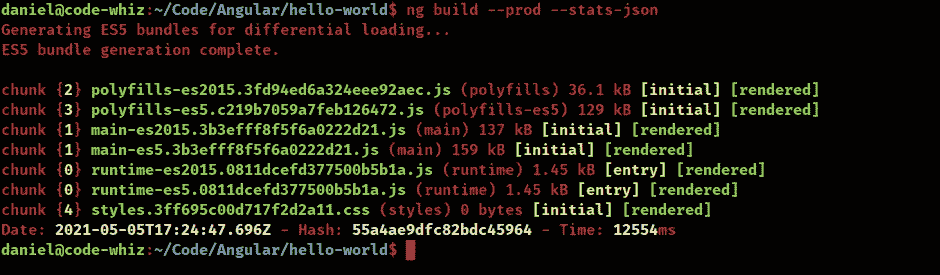 daniel@code-whiz:~/Code/Angular/hello-world$ ng build --prod --stats-json
Generating ES5 bundles for differential loading...
ES5 bundle generation complete.
chunk {2} polyfills-es2015.3fd94ed6a324eee92aec.js (polyfills) 36.1 kB [initial] [rendered]
chunk {3} polyfills-es5.c219b7059a7feb126472.js (polyfills-es5) 129 kB [initial] [rendered]
chunk {1} main-es2015.3b3efff8f5f6a0222d21.js (main) 137 kB [initial] [rendered]
chunk {1} main-es5.3b3efff8f5f6a0222d21.js (main) 159 kB [initial] [rendered]
chunk {0} runtime-es2015.0811dcefd377500b5b1a.js (runtime) 1.45 kB [entry] [rendered]
chunk {0} runtime-es5.0811dcefd377500b5b1a.js (runtime) 1.45 kB [entry] [rendered]
chunk {4} styles.3ff695c00d717f2d2a11.css (styles) 0 bytes [initial] [rendered]
Date: 2021-05-05T17:24:47.696Z - Hash: 55a4ae9dfc82bdc45964 - Time: 12554ms
daniel@code-whiz:~/Code/Angular/hello-world$